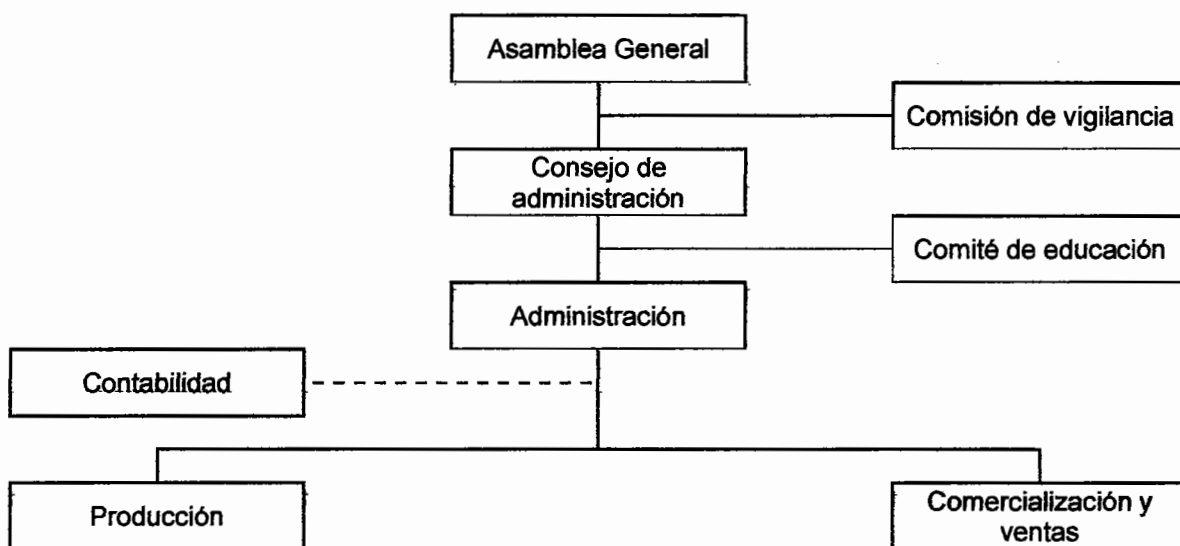 Asamblea General
Comisión de vigilancia
Consejo de
administración
Comité de educación
Administración
Contabilidad
Producción
Comercialización y
ventas